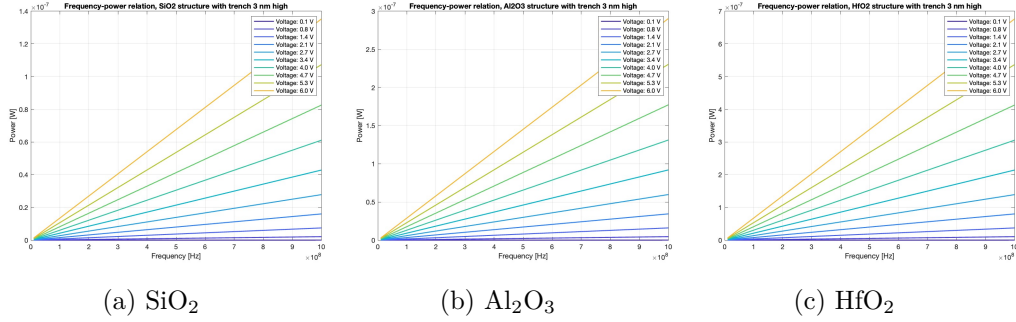 Frequency-power relation, SiO2 structure with trench 3 nm high
×10⁻⁷
1.4
1.2
1
0.8
0.6
0.4
0.2
0
Power [W]
Voltage: 0.1 V
Voltage: 0.8 V
Voltage: 1.4 V
Voltage: 2.1 V
Voltage: 2.7 V
Voltage: 3.4 V
Voltage: 4.0 V
Voltage: 4.7 V
Voltage: 5.3 V
Voltage: 6.0 V
0 1 2 3 4 5 6 7 8 9 10
Frequency [Hz]
×10⁸
(a) SiO₂
Frequency-power relation, Al2O3 structure with trench 3 nm high
×10⁻⁷
3
2.5
2
1.5
1
0.5
0
Power [W]
Voltage: 0.1 V
Voltage: 0.8 V
Voltage: 1.4 V
Voltage: 2.1 V
Voltage: 2.7 V
Voltage: 3.4 V
Voltage: 4.0 V
Voltage: 4.7 V
Voltage: 5.3 V
Voltage: 6.0 V
0 1 2 3 4 5 6 7 8 9 10
Frequency [Hz]
×10⁸
(b) Al₂O₃
Frequency-power relation, HfO2 structure with trench 3 nm high
×10⁻⁷
7
6
5
4
3
2
1
0
Power [W]
Voltage: 0.1 V
Voltage: 0.8 V
Voltage: 1.4 V
Voltage: 2.1 V
Voltage: 2.7 V
Voltage: 3.4 V
Voltage: 4.0 V
Voltage: 4.7 V
Voltage: 5.3 V
Voltage: 6.0 V
0 1 2 3 4 5 6 7 8 9 10
Frequency [Hz]
×10⁸
(c) HfO₂